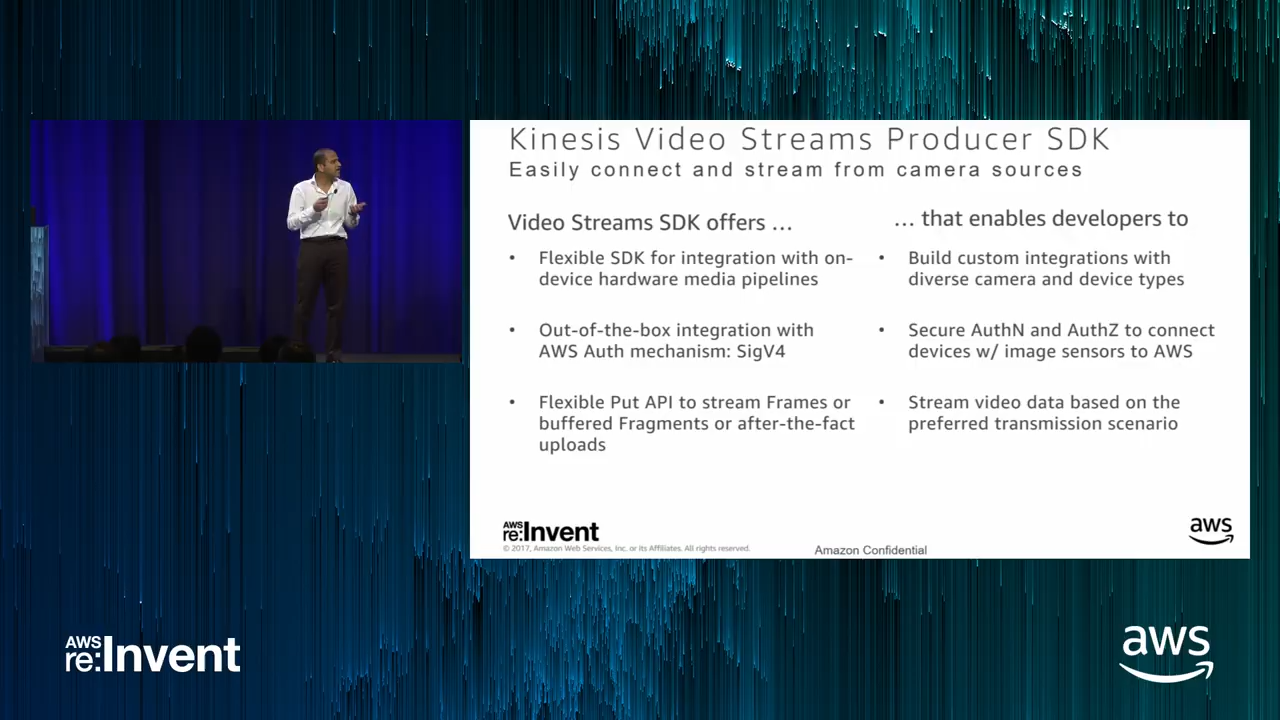 Kinesis Video Streams Producer SDK
Easily connect and stream from camera sources
Video Streams SDK offers ...
• Flexible SDK for integration with on-
device hardware media pipelines
• Out-of-the-box integration with
AWS Auth mechanism: SigV4
• Flexible Put API to stream Frames or
buffered Fragments or after-the-fact
uploads
... that enables developers to
• Build custom integrations with
diverse camera and device types
• Secure AuthN and AuthZ to connect
devices w/ image sensors to AWS
• Stream video data based on the
preferred transmission scenario
AWS
re:Invent
© 2017, Amazon Web Services, Inc. or its Affiliates. All rights reserved.
Amazon Confidential
aws
AWS
re:Invent
aws